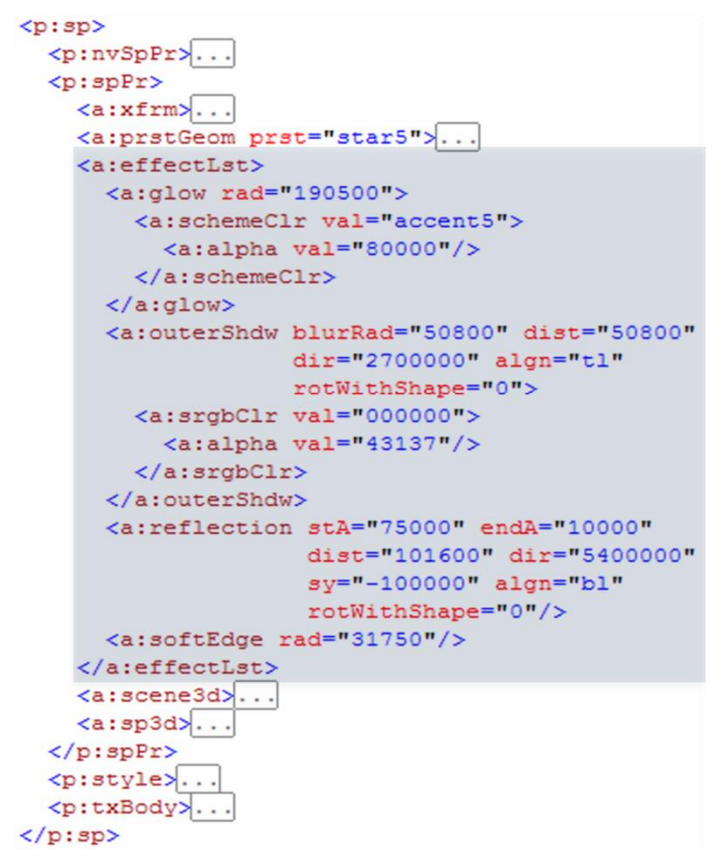 <p:sp>
<p:nvSpPr>...
<p:spPr>
<a:xfrm>...
<a:prstGeom prst="star5">...
<a:effectLst>
<a:glow rad="190500">
<a:schemeClr val="accent5">
<a:alpha val="80000"/>
</a:schemeClr>
</a:glow>
<a:outerShdw blurRad="50800" dist="50800"
dir="2700000" algn="tl"
rotWithShape="0">
<a:srgbClr val="000000">
<a:alpha val="43137"/>
</a:srgbClr>
</a:outerShdw>
<a:reflection stA="75000" endA="10000"
dist="101600" dir="5400000"
sy="-100000" algn="bl"
rotWithShape="0"/>
<a:softEdge rad="31750"/>
</a:effectLst>
<a:scene3d>...
<a:sp3d>...
</p:spPr>
<p:style>...
<p:txBody>...
</p:sp>